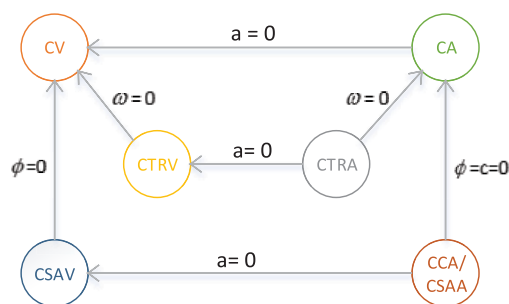 a = 0
CV
CA
ω=0
ω=0
CTRV
a= 0
CTRA
ϕ=0
ϕ=c=0
CSAV
a= 0
CCA/
CSAA